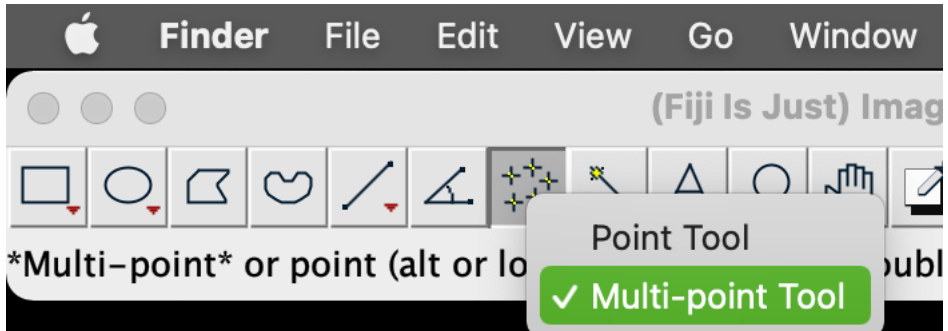 Finder File Edit View Go Window
(Fiji Is Just) Imag
*Multi-point* or point (alt or lo
Point Tool
✓ Multi-point Tool